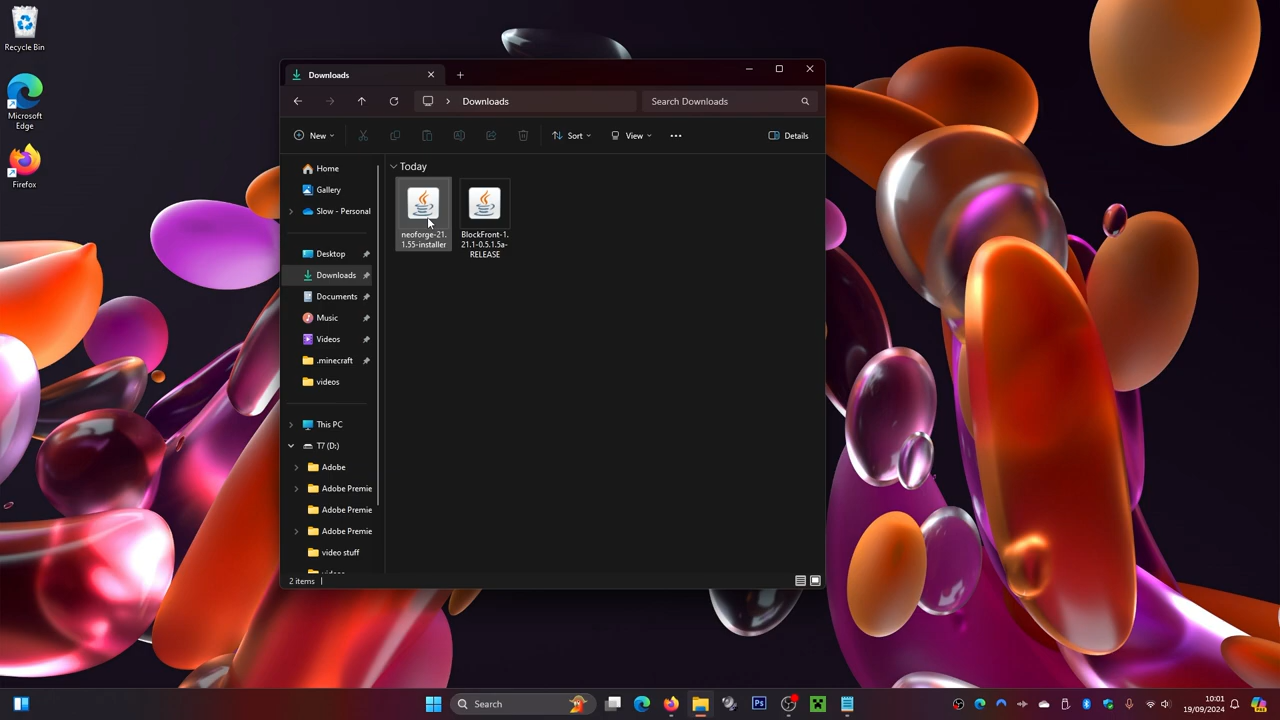 Recycle Bin
Microsoft
Edge
Firefox
Downloads
Downloads
Search Downloads
New
Sort
View
Details
Home
Gallery
Slow - Personal
Desktop
Downloads
Documents
Music
Videos
.minecraft
videos
This PC
T7 (D:)
Adobe
Adobe Premie
Adobe Premie
Adobe Premie
video stuff
Today
neoforge-21.
1.55-installer
BlockFront-1.
21.1-0.5.1.5a-
RELEASE
2 items
Search
10:01
19/09/2024